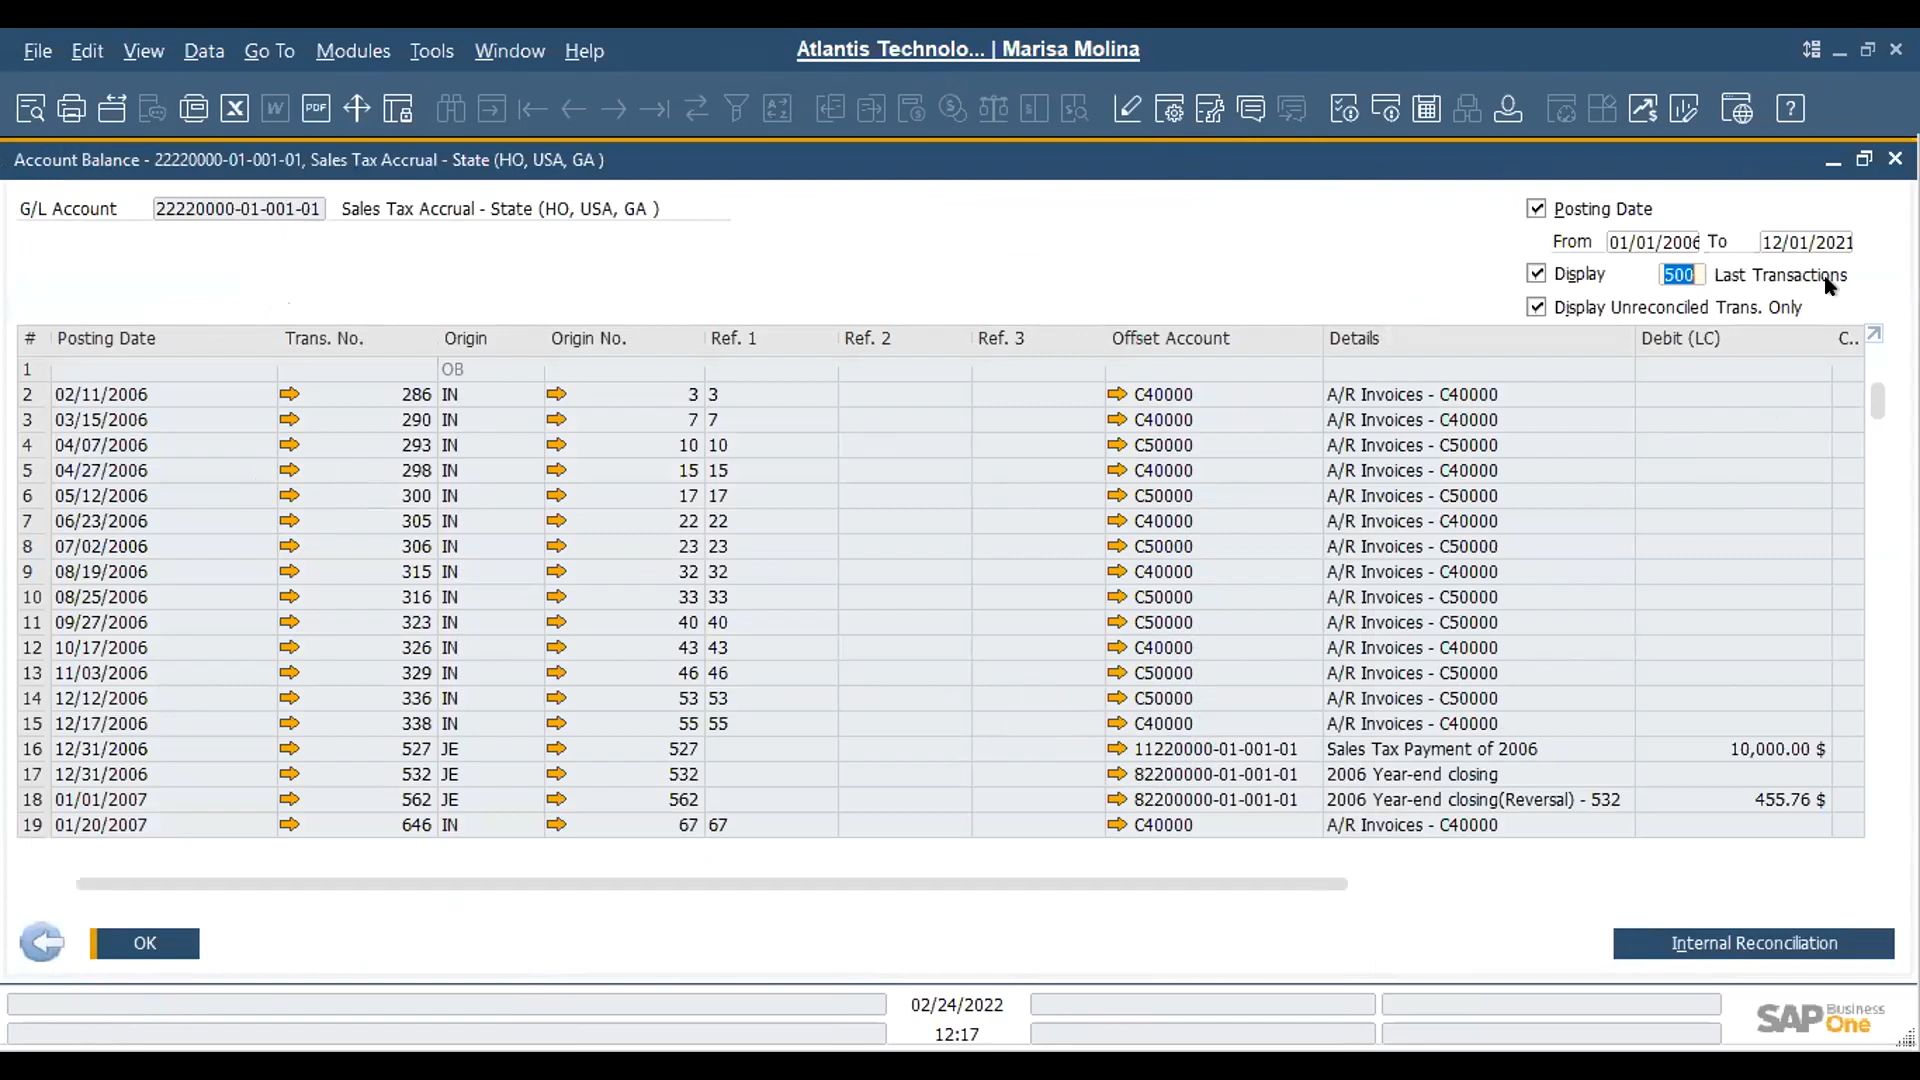 File Edit View Data Go To Modules Tools Window Help Atlantis Technolo... | Marisa Molina
W PDF ?
Account Balance - 22220000-01-001-01, Sales Tax Accrual - State (HO, USA, GA )
G/L Account 22220000-01-001-01 Sales Tax Accrual - State (HO, USA, GA ) Posting Date
From 01/01/2006 To 12/01/2021
Display 500 Last Transactions
Display Unreconciled Trans. Only
# Posting Date Trans. No. Origin Origin No. Ref. 1 Ref. 2 Ref. 3 Offset Account Details Debit (LC) C..
1 OB
2 02/11/2006 286 IN 3 3 C40000 A/R Invoices - C40000
3 03/15/2006 290 IN 7 7 C40000 A/R Invoices - C40000
4 04/07/2006 293 IN 10 10 C50000 A/R Invoices - C50000
5 04/27/2006 298 IN 15 15 C40000 A/R Invoices - C40000
6 05/12/2006 300 IN 17 17 C50000 A/R Invoices - C50000
7 06/23/2006 305 IN 22 22 C40000 A/R Invoices - C40000
8 07/02/2006 306 IN 23 23 C50000 A/R Invoices - C50000
9 08/19/2006 315 IN 32 32 C40000 A/R Invoices - C40000
10 08/25/2006 316 IN 33 33 C50000 A/R Invoices - C50000
11 09/27/2006 323 IN 40 40 C50000 A/R Invoices - C50000
12 10/17/2006 326 IN 43 43 C40000 A/R Invoices - C40000
13 11/03/2006 329 IN 46 46 C50000 A/R Invoices - C50000
14 12/12/2006 336 IN 53 53 C50000 A/R Invoices - C50000
15 12/17/2006 338 IN 55 55 C40000 A/R Invoices - C40000
16 12/31/2006 527 JE 527 11220000-01-001-01 Sales Tax Payment of 2006 10,000.00 $
17 12/31/2006 532 JE 532 82200000-01-001-01 2006 Year-end closing
18 01/01/2007 562 JE 562 82200000-01-001-01 2006 Year-end closing(Reversal) - 532 455.76 $
19 01/20/2007 646 IN 67 67 C40000 A/R Invoices - C40000
OK Internal Reconciliation
02/24/2022
12:17
SAP Business One